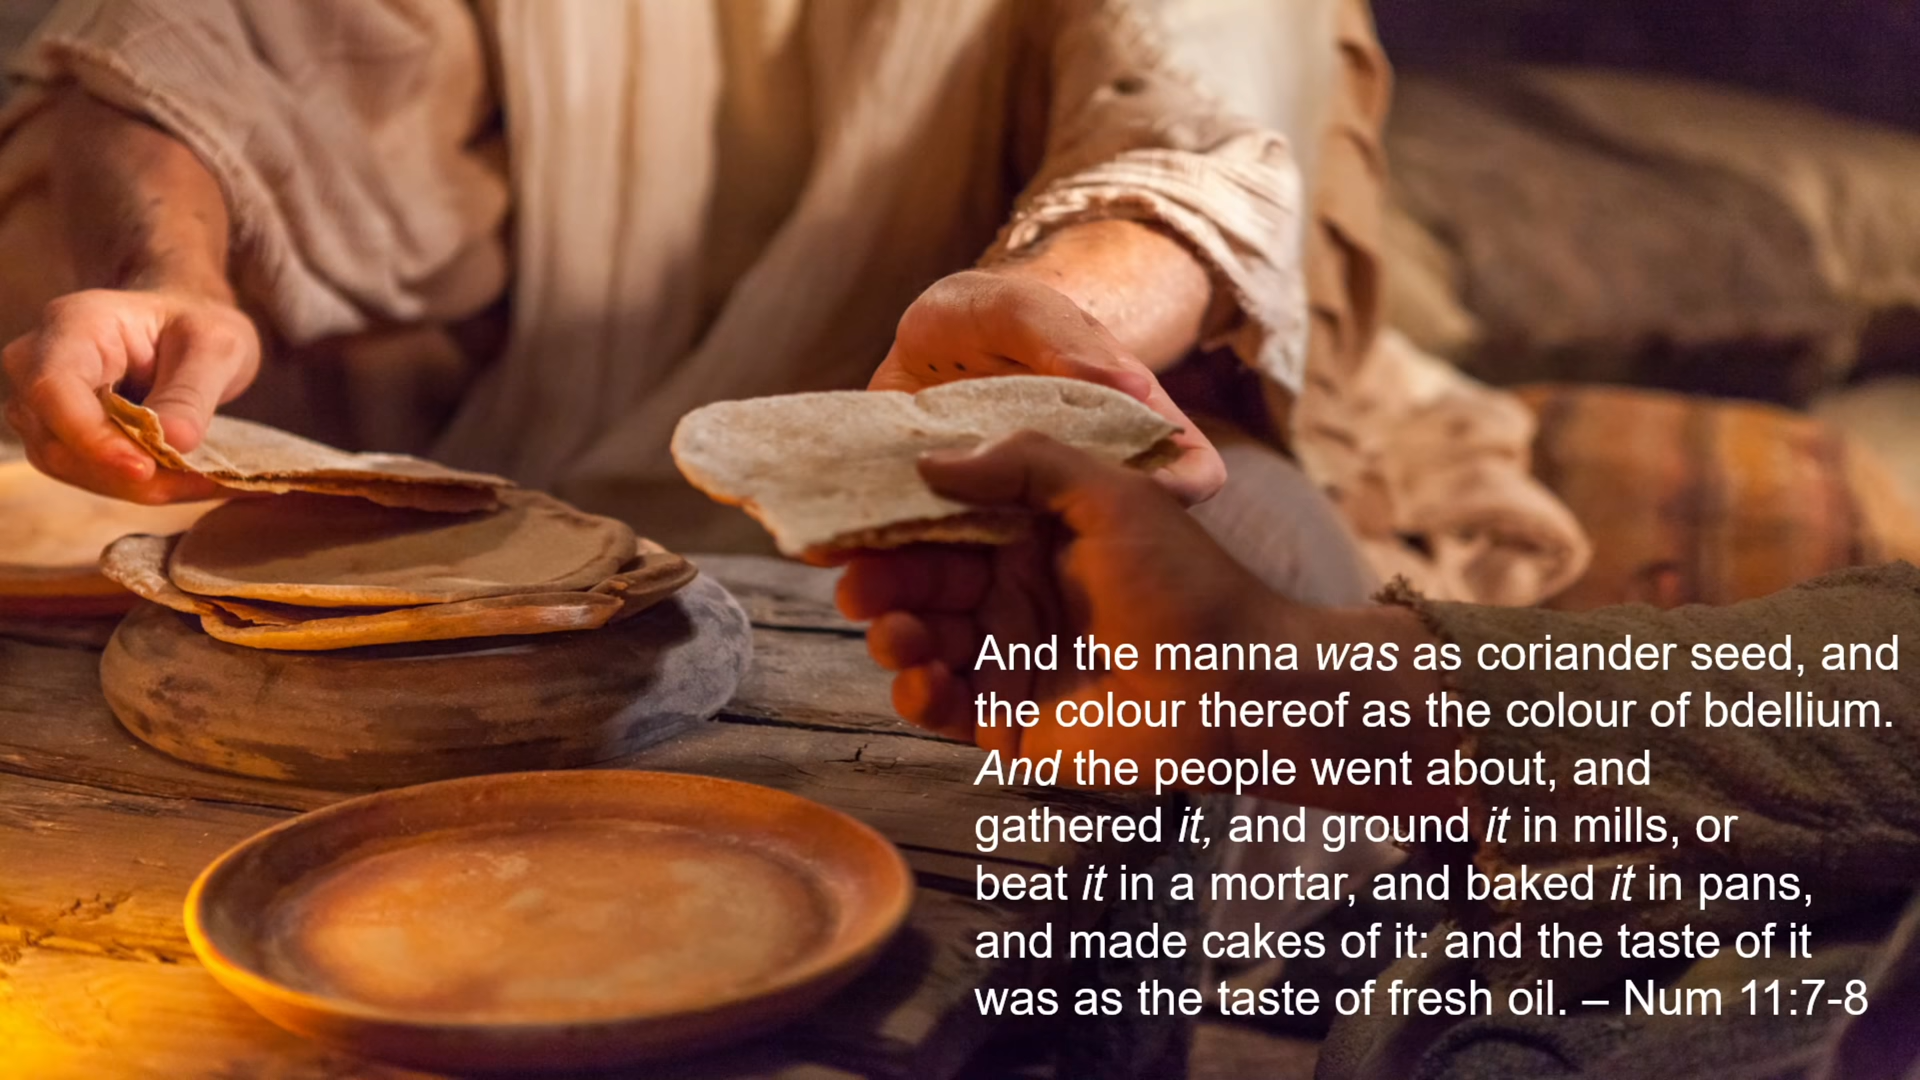 And the manna was as coriander seed, and
the colour thereof as the colour of bdellium.
And the people went about, and
gathered it, and ground it in mills, or
beat it in a mortar, and baked it in pans,
and made cakes of it: and the taste of it
was as the taste of fresh oil. – Num 11:7-8